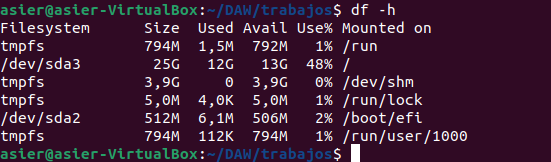 asier@asier-VirtualBox:~/DAW/trabajos$ df -h
Filesystem      Size  Used Avail Use% Mounted on
tmpfs           794M  1,5M  792M   1% /run
/dev/sda3        25G   12G   13G  48% /
tmpfs           3,9G     0  3,9G   0% /dev/shm
tmpfs           5,0M  4,0K  5,0M   1% /run/lock
/dev/sda2       512M  6,1M  506M   2% /boot/efi
tmpfs           794M  112K  794M   1% /run/user/1000
asier@asier-VirtualBox:~/DAW/trabajos$